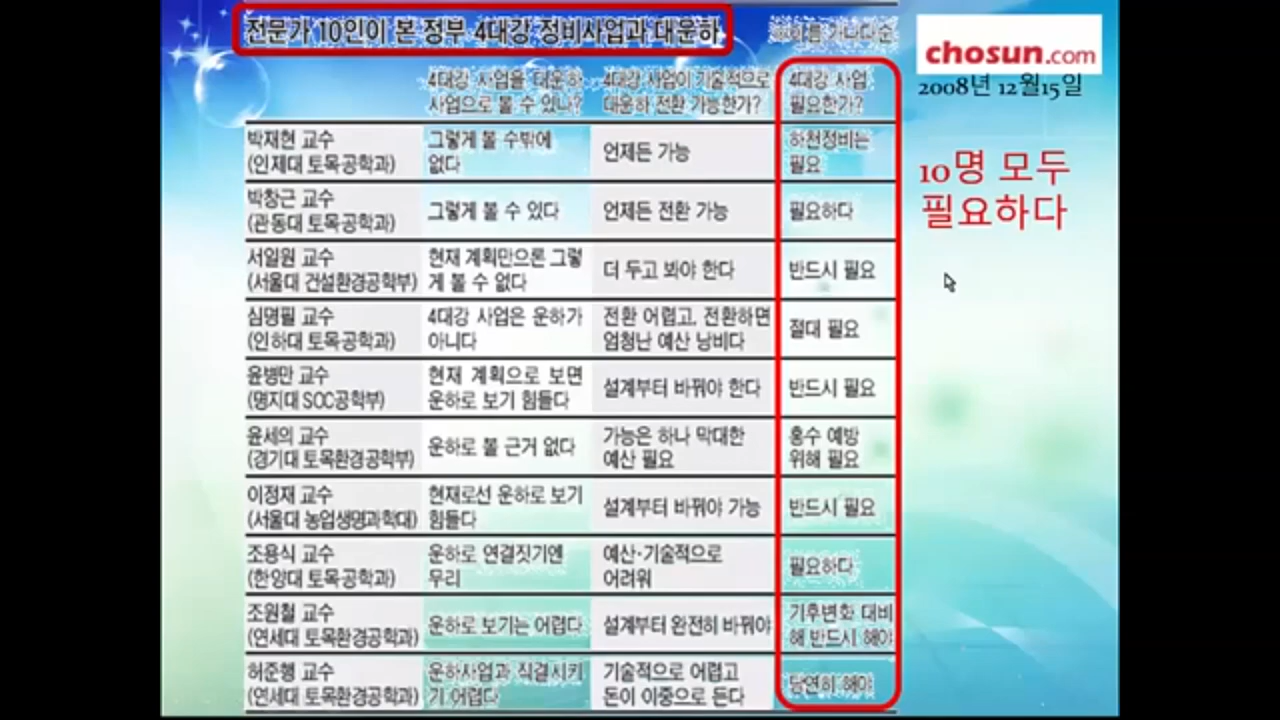 전문가 10인이 본 정부 4대강 정비사업과 대운하
가나다순
chosun.com
2008년 12월15일
4대강 사업을 대운하 사업으로 볼 수 있나?
4대강 사업이 기술적으로 대운하 전환 가능한가?
4대강 사업 필요한가?
10명 모두
필요하다
박재현 교수
(인제대 토목공학과)
그렇게 볼 수밖에
없다
언제든 가능
하천정비는
필요
박창근 교수
(관동대 토목공학과)
그렇게 볼 수 있다
언제든 전환 가능
필요하다
서일원 교수
(서울대 건설환경공학부)
현재 계획만으론 그렇
게 볼 수 없다
더 두고 봐야 한다
반드시 필요
심명필 교수
(인하대 토목공학과)
4대강 사업은 운하가
아니다
전환 어렵고, 전환하면
엄청난 예산 낭비다
절대 필요
윤병만 교수
(명지대 SOC공학부)
현재 계획으로 보면
운하로 보기 힘들다
설계부터 바꿔야 한다
반드시 필요
윤세의 교수
(경기대 토목환경공학부)
운하로 볼 근거 없다
가능은 하나 막대한
예산 필요
홍수 예방
위해 필요
이정재 교수
(서울대 농업생명과학대)
현재로선 운하로 보기
힘들다
설계부터 바꿔야 가능
반드시 필요
조용식 교수
(한양대 토목공학과)
운하로 연결짓기엔
무리
예산·기술적으로
어려워
필요하다
조원철 교수
(연세대 토목환경공학과)
운하로 보기는 어렵다
설계부터 완전히 바꿔야
기후변화 대비
해 반드시 해야
허준행 교수
(연세대 토목환경공학과)
운하사업과 직결시키
기 어렵다
기술적으로 어렵고
돈이 이중으로 든다
당연히 해야